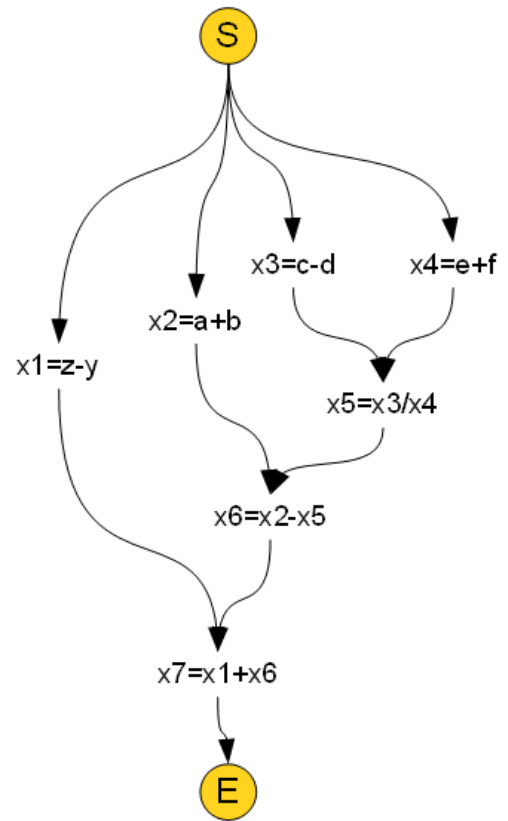 S
x3=c-d
x4=e+f
x2=a+b
x1=z-y
x5=x3/x4
x6=x2-x5
x7=x1+x6
E